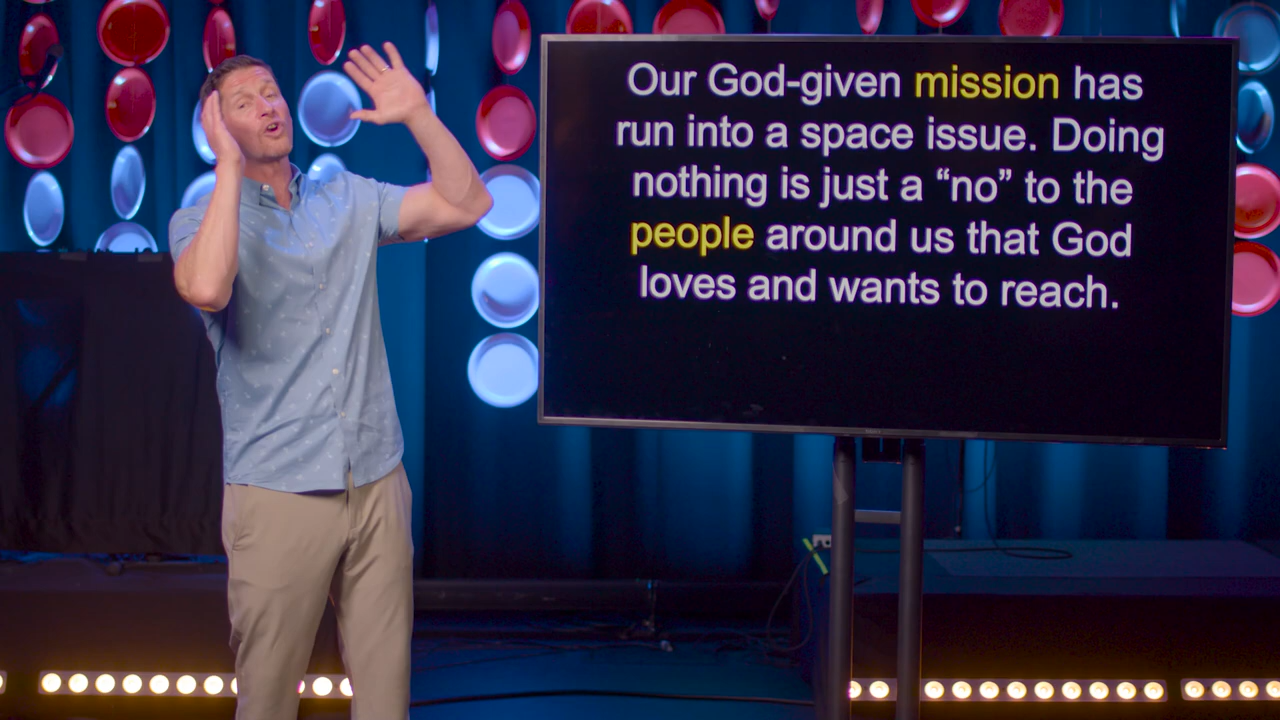 Our God-given mission has
run into a space issue. Doing
nothing is just a “no” to the
people around us that God
loves and wants to reach.